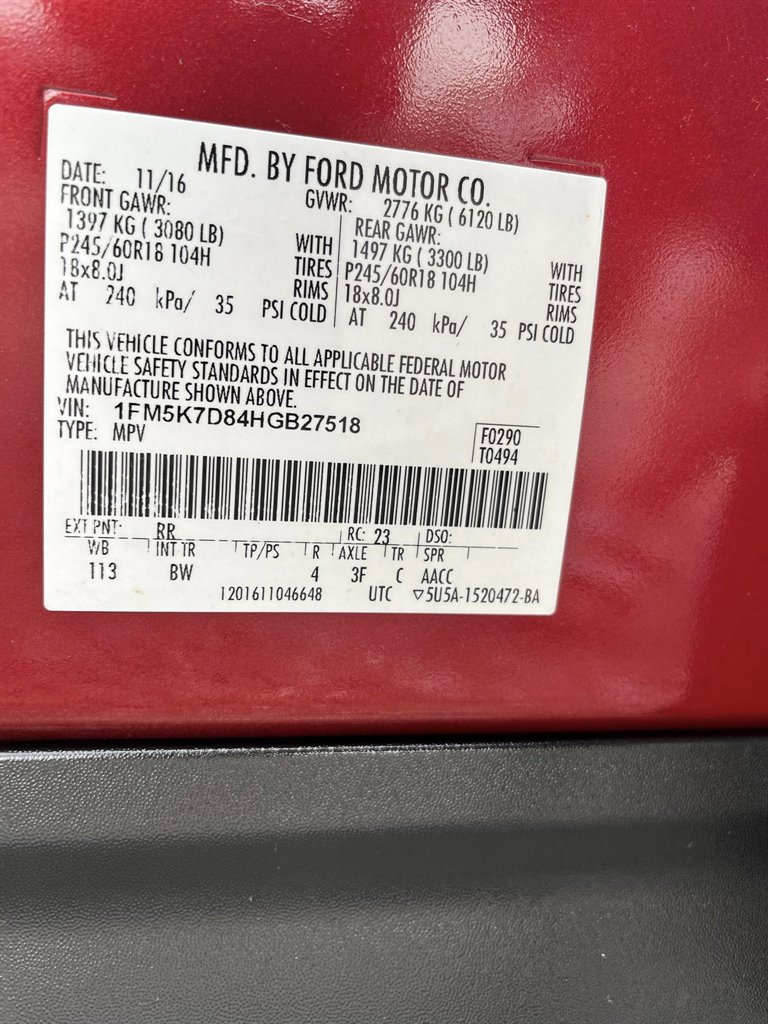 MFD. BY FORD MOTOR CO.
DATE: 11/16
GVWR: 2776 KG ( 6120 LB)
FRONT GAWR:
1397 KG ( 3080 LB)
P245/60R18 104H
18x8.0J
WITH
TIRES
RIMS
AT 240 kPa/ 35 PSI COLD
REAR GAWR:
1497 KG ( 3300 LB)
P245/60R18 104H
18x8.0J
WITH
TIRES
RIMS
AT 240 kPa/ 35 PSI COLD
THIS VEHICLE CONFORMS TO ALL APPLICABLE FEDERAL MOTOR
VEHICLE SAFETY STANDARDS IN EFFECT ON THE DATE OF
MANUFACTURE SHOWN ABOVE.
VIN: 1FM5K7D84HGB27518
TYPE: MPV
F0290
T0494
EXT PNT: RR RC: 23 DSO:
WB INT TR TP/PS R AXLE TR SPR
113 BW 4 3F C AACC
1201611046648 UTC ▽5U5A-1520472-BA